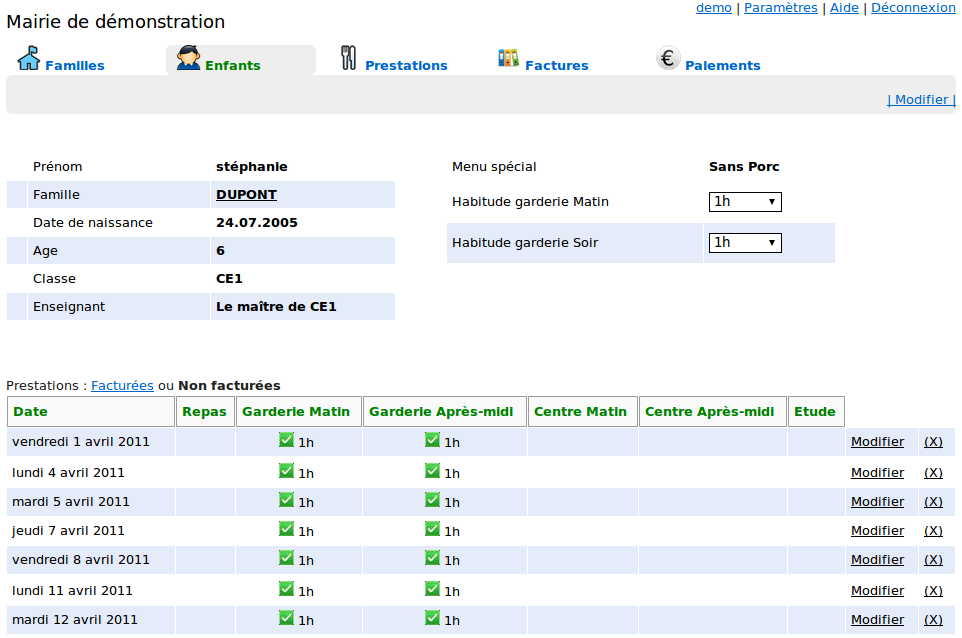 demo | Paramètres | Aide | Déconnexion
Mairie de démonstration
Familles Enfants Prestations Factures € Paiements
| Modifier |
Prénom stéphanie Menu spécial Sans Porc
Famille DUPONT
Habitude garderie Matin 1h
Date de naissance 24.07.2005
Habitude garderie Soir 1h
Age 6
Classe CE1
Enseignant Le maître de CE1
Prestations : Facturées ou Non facturées
Date Repas Garderie Matin Garderie Après-midi Centre Matin Centre Après-midi Etude
vendredi 1 avril 2011 1h 1h Modifier (X)
lundi 4 avril 2011 1h 1h Modifier (X)
mardi 5 avril 2011 1h 1h Modifier (X)
jeudi 7 avril 2011 1h 1h Modifier (X)
vendredi 8 avril 2011 1h 1h Modifier (X)
lundi 11 avril 2011 1h 1h Modifier (X)
mardi 12 avril 2011 1h 1h Modifier (X)